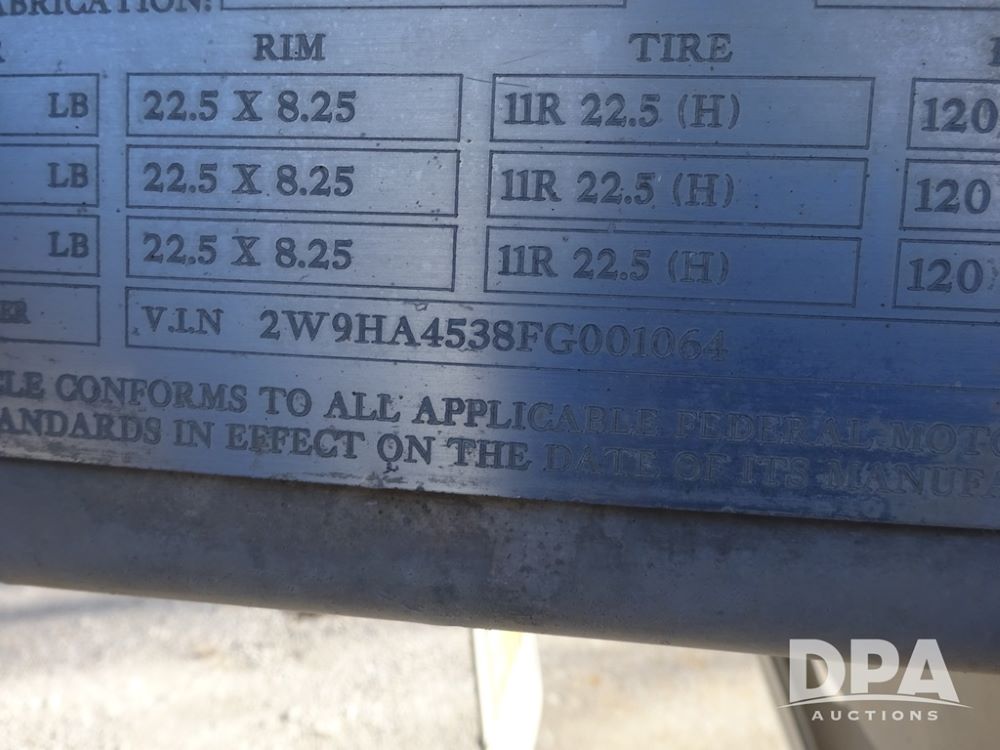 FABRICATION:
RIM TIRE
LB 22.5 X 8.25 11R 22.5 (H) 120
LB 22.5 X 8.25 11R 22.5 (H) 120
LB 22.5 X 8.25 11R 22.5 (H) 120
V.I.N 2W9HA4538FG001064
CONFORMS TO ALL APPLICABLE FEDERAL
IN EFFECT ON THE DATE OF ITS
DPA
AUCTIONS